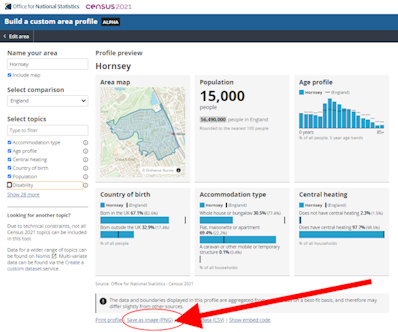 Office for National Statistics census 2021
Build a custom area profile ALPHA
Edit area
Name your area
Hornsey
Include map
Select comparison
England
Select topics
Type to filter
Accommodation type
Age profile
Central heating
Country of birth
Population
Disability
Show 28 more
Looking for another topic?
Due to technical constraints, not all
Census 2021 topics can be included
in this tool.
Data for a wider range of topics can
be found on Nomis. Multi-variate
data can be found via the Create a
custom dataset service
Profile preview
Hornsey
Area map
Population
15,000
people
56,490,000 people in England
Rounded to the nearest 100 people
Age profile
Hornsey (England)
0 years 85+
% of all people, 5 year age bands
Country of birth
Hornsey (England)
Born in the UK 67.1% (82.6%)
Born outside the UK 32.9% (17.4%)
% of all people
Accommodation type
Hornsey (England)
Whole house or bungalow 30.5% (77.4%)
Flat, maisonette or apartment
69.4% (22.2%)
A caravan or other mobile or temporary
structure 0.1% (0.4%)
% of all households
Central heating
Hornsey (England)
Does not have central heating 2.3% (1.5%)
Does have central heating 97.7% (98.5%)
% of all households
Source: Office for National Statistics - Census 2021
The data and boundaries displayed in this profile are aggregated from
a best fit basis, and therefore may
differ slightly from other sources.
Print profile Save as image (PNG) data (CSV) Show embed code